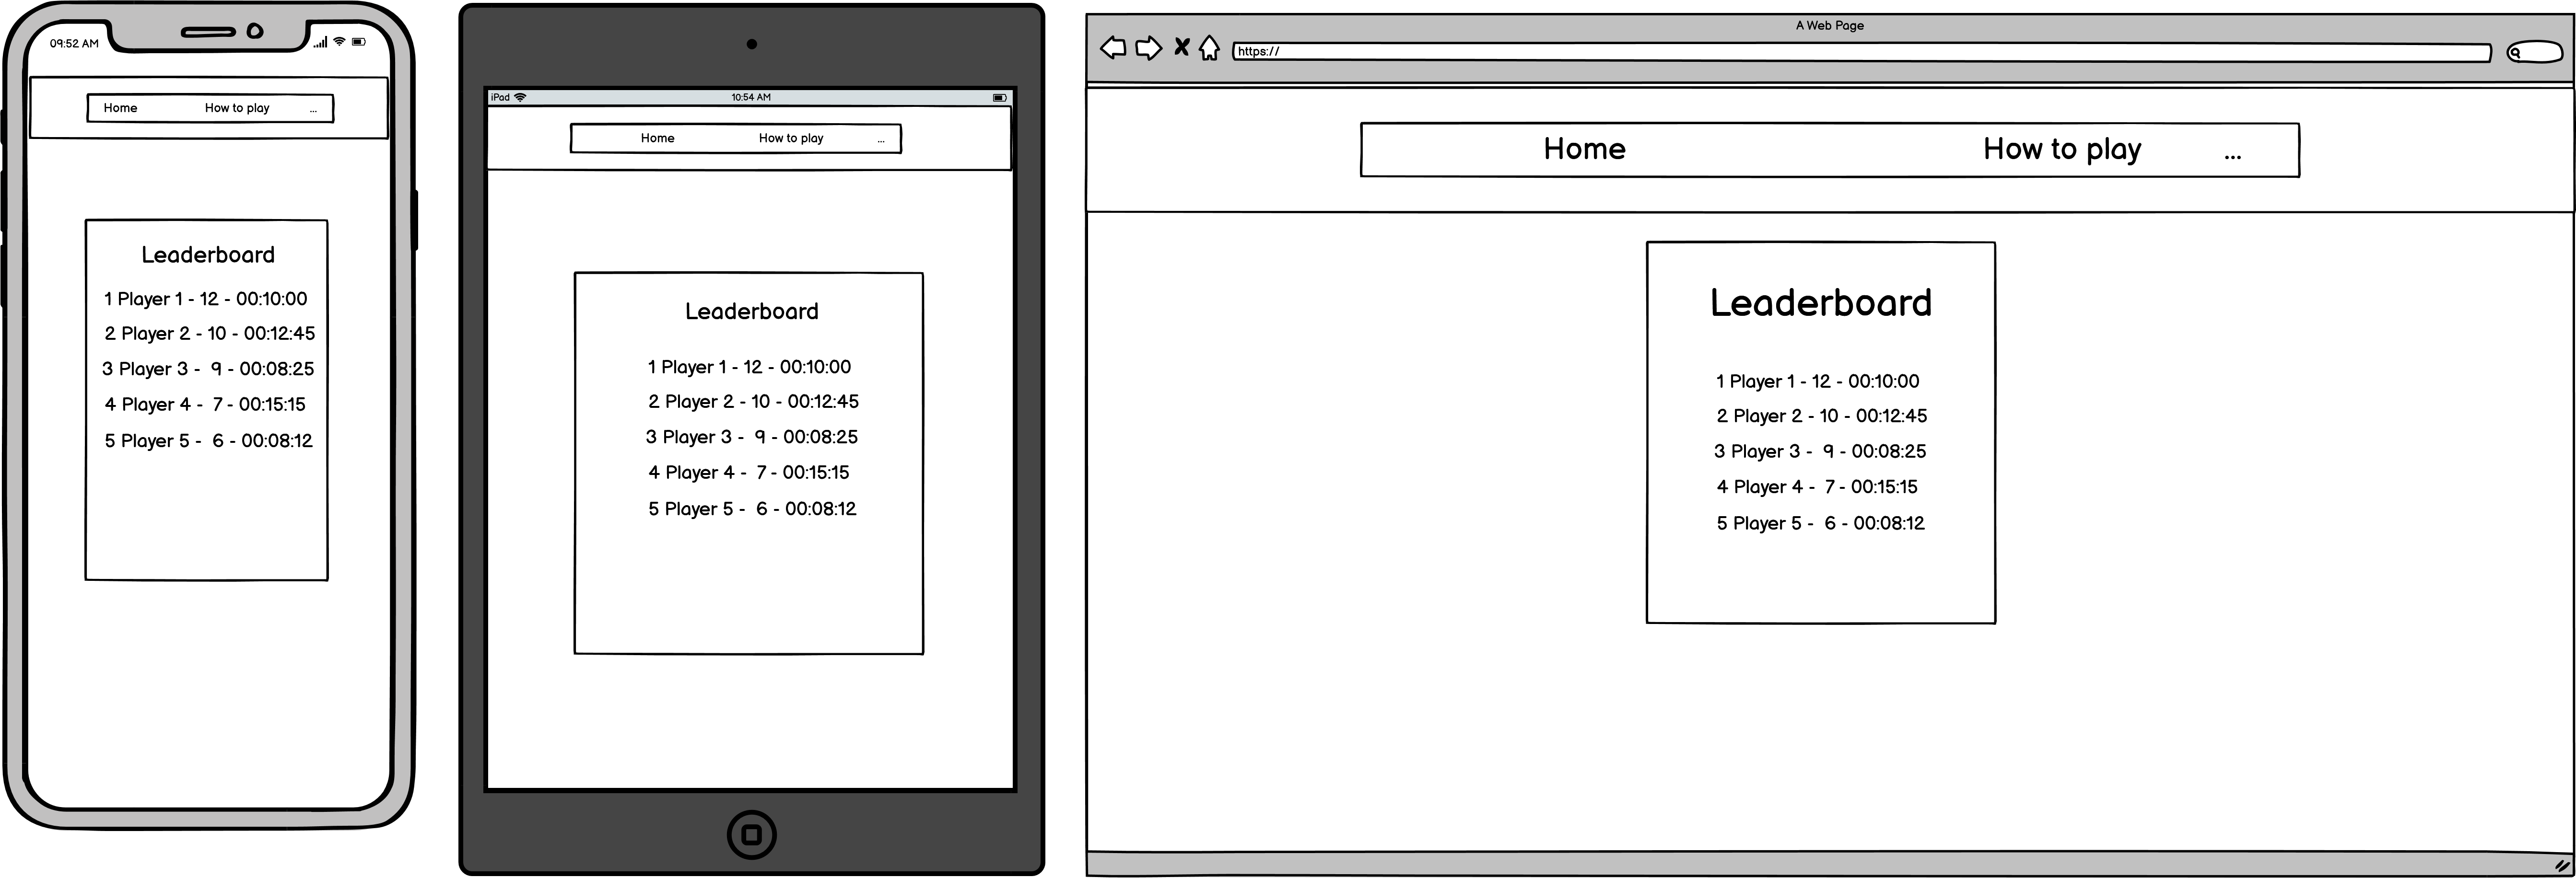 09:52 AM
Home How to play ...
Leaderboard
1 Player 1 - 12 - 00:10:00
2 Player 2 - 10 - 00:12:45
3 Player 3 - 9 - 00:08:25
4 Player 4 - 7 - 00:15:15
5 Player 5 - 6 - 00:08:12
iPad 10:54 AM
Home How to play ...
Leaderboard
1 Player 1 - 12 - 00:10:00
2 Player 2 - 10 - 00:12:45
3 Player 3 - 9 - 00:08:25
4 Player 4 - 7 - 00:15:15
5 Player 5 - 6 - 00:08:12
A Web Page
https://
Home How to play ...
Leaderboard
1 Player 1 - 12 - 00:10:00
2 Player 2 - 10 - 00:12:45
3 Player 3 - 9 - 00:08:25
4 Player 4 - 7 - 00:15:15
5 Player 5 - 6 - 00:08:12